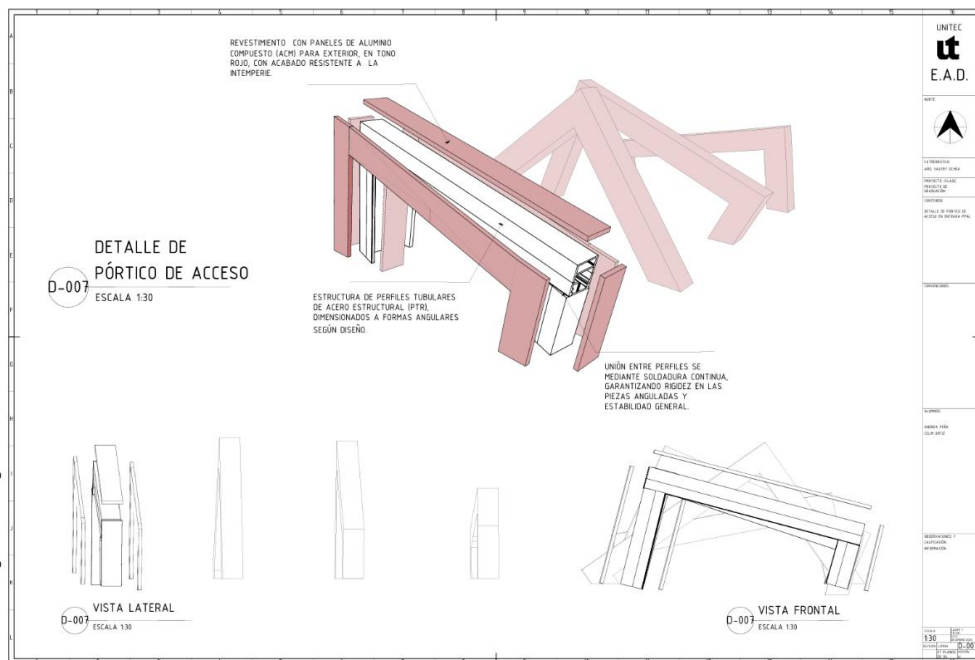 REVESTIMIENTO CON PANELES DE ALUMINIO
COMPUESTO (ACM) PARA EXTERIOR, EN TONO
ROJO, CON ACABADO RESISTENTE A LA
INTEMPERIE.
DETALLE DE
PÓRTICO DE ACCESO
D-007
ESCALA 1:30
ESTRUCTURA DE PERFILES TUBULARES
DE ACERO ESTRUCTURAL (PTR),
DIMENSIONADOS A FORMAS ANGULARES
SEGÚN DISEÑO.
UNIÓN ENTRE PERFILES SE
MEDIANTE SOLDADURA CONTINUA,
GARANTIZANDO RIGIDEZ EN LAS
PIEZAS ANGULADAS Y
ESTABILIDAD GENERAL.
VISTA LATERAL
D-007
ESCALA 1:30
VISTA FRONTAL
D-007
ESCALA 1:30
UNITEC
ut
E.A.D.
NORTE
1:30